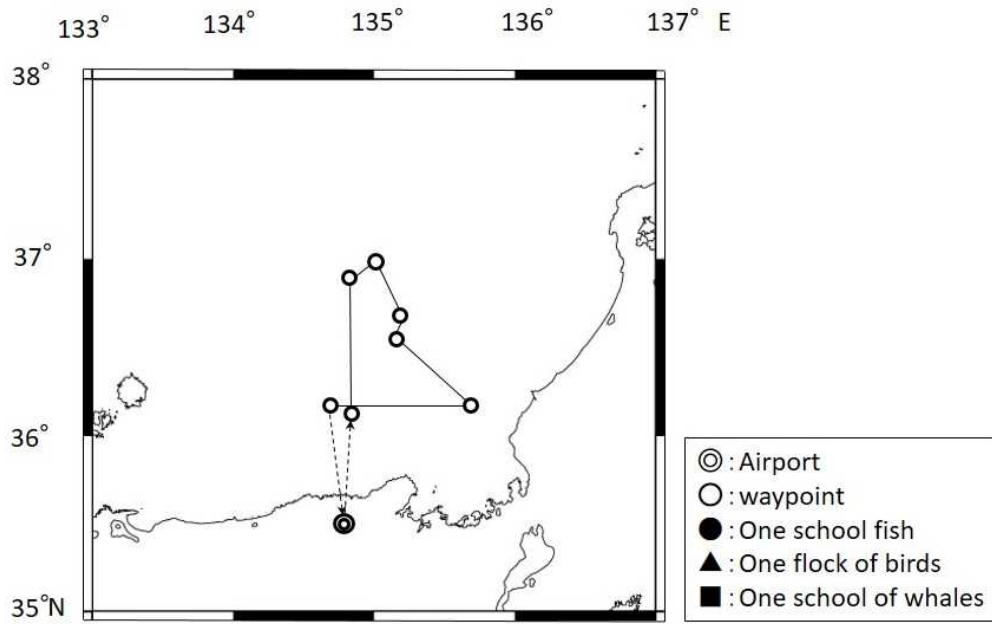 133° 134° 135° 136° 137° E
38°
37°
36°
35°N
◎ : Airport
○ : waypoint
● : One school fish
▲ : One flock of birds
■ : One school of whales